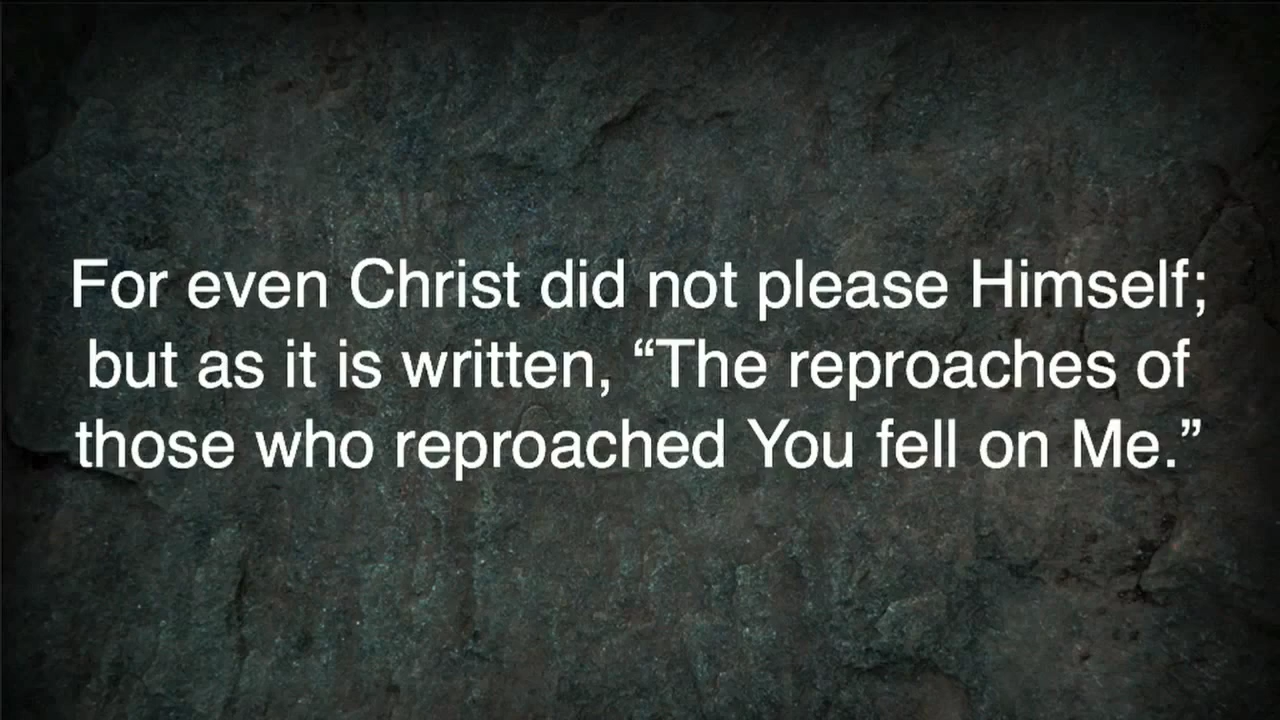 For even Christ did not please Himself;
but as it is written, “The reproaches of
those who reproached You fell on Me.”